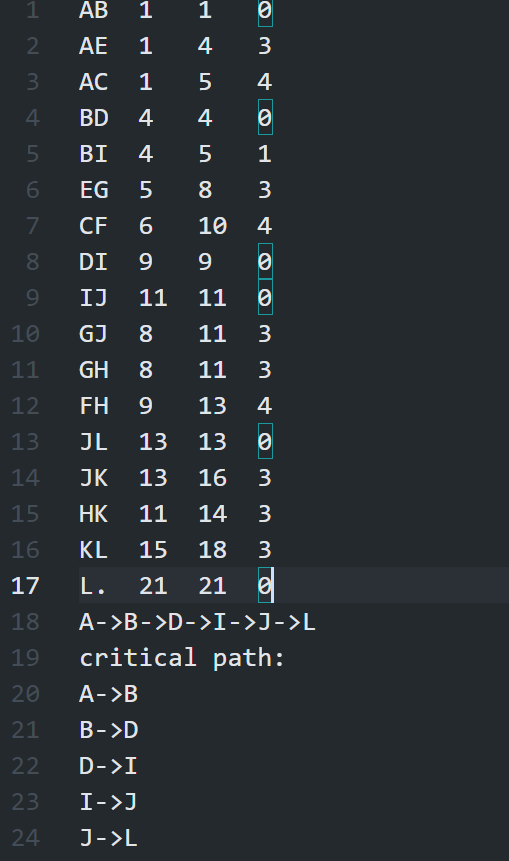 1 AB 1 1 0
2 AE 1 4 3
3 AC 1 5 4
4 BD 4 4 0
5 BI 4 5 1
6 EG 5 8 3
7 CF 6 10 4
8 DI 9 9 0
9 IJ 11 11 0
10 GJ 8 11 3
11 GH 8 11 3
12 FH 9 13 4
13 JL 13 13 0
14 JK 13 16 3
15 HK 11 14 3
16 KL 15 18 3
17 L. 21 21 0
18 A->B->D->I->J->L
19 critical path:
20 A->B
21 B->D
22 D->I
23 I->J
24 J->L